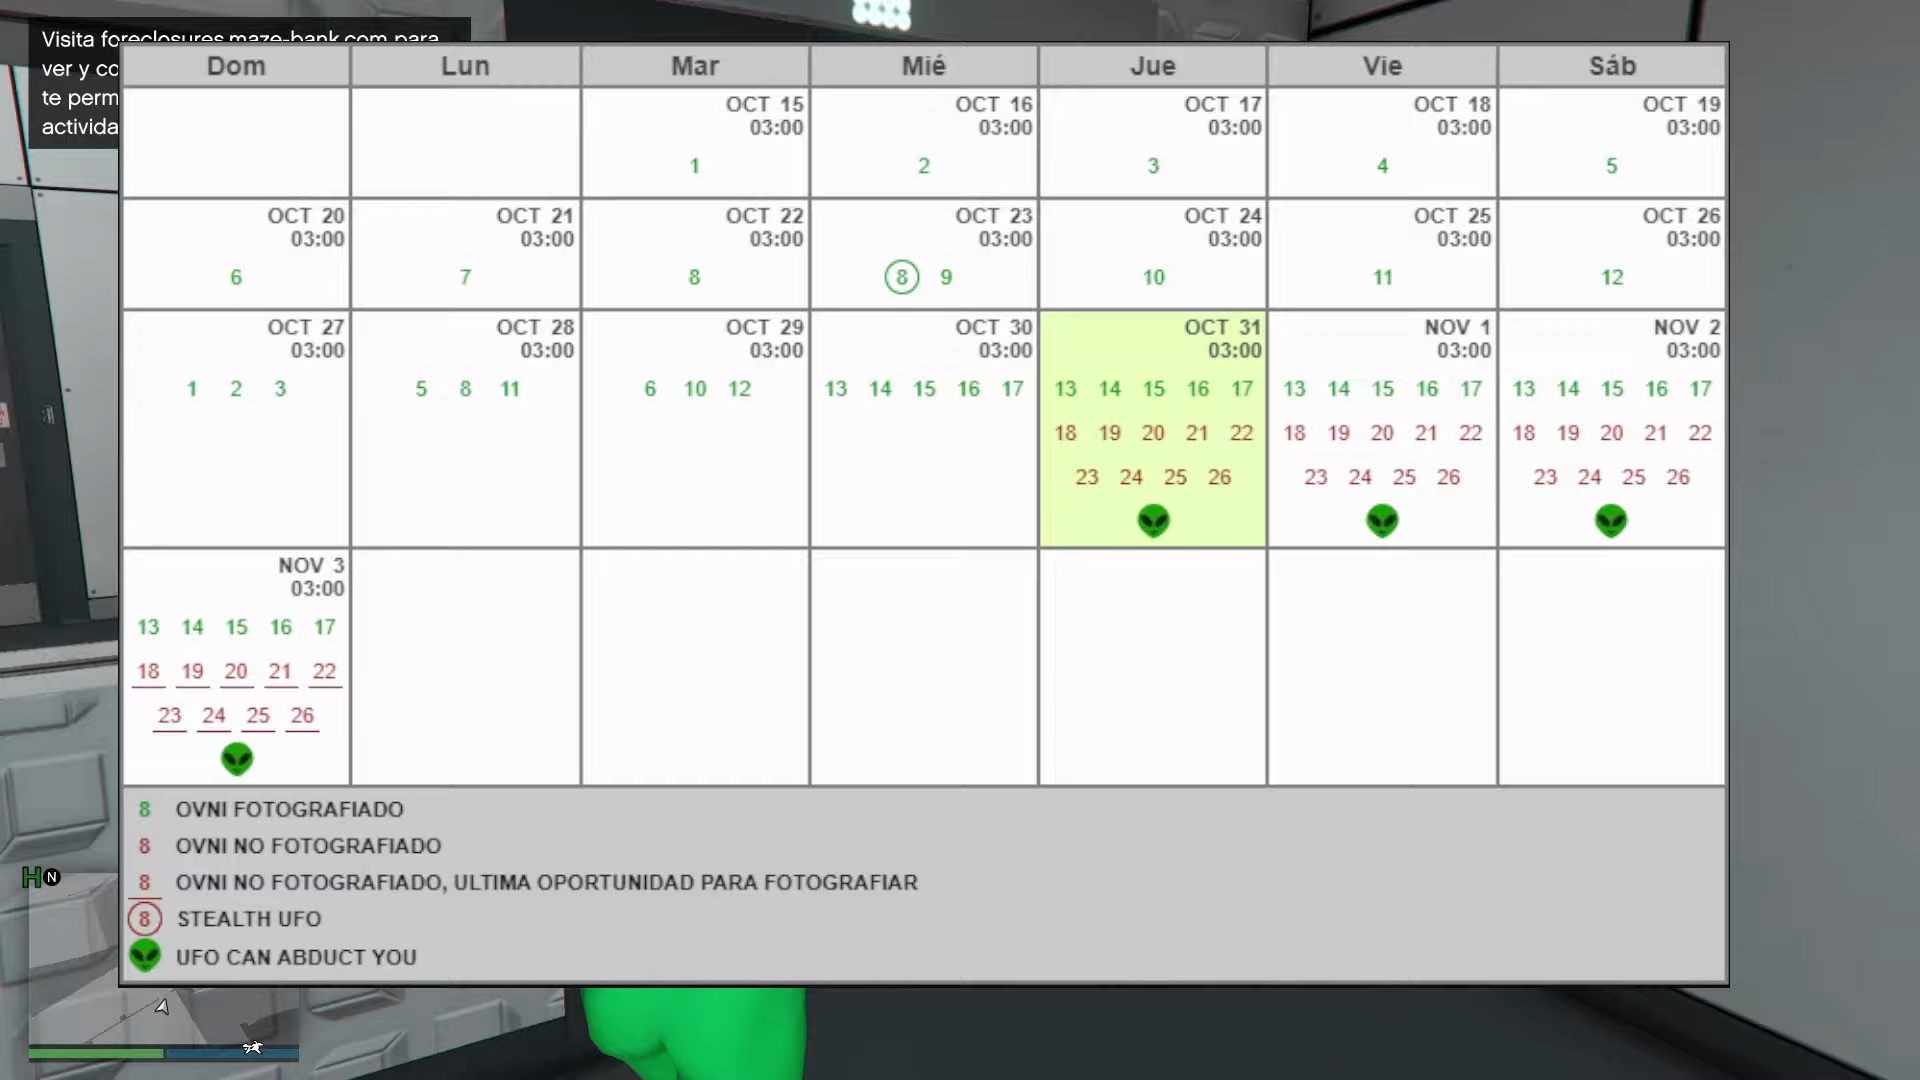 Visita foreclosures.maze-bank.com para
ver y co
te perm
activida
Dom Lun Mar Mié Jue Vie Sáb
OCT 15 OCT 16 OCT 17 OCT 18 OCT 19
03:00 03:00 03:00 03:00 03:00
1 2 3 4 5
OCT 20 OCT 21 OCT 22 OCT 23 OCT 24 OCT 25 OCT 26
03:00 03:00 03:00 03:00 03:00 03:00 03:00
6 7 8 8 9 10 11 12
OCT 27 OCT 28 OCT 29 OCT 30 OCT 31 NOV 1 NOV 2
03:00 03:00 03:00 03:00 03:00 03:00 03:00
1 2 3 5 8 11 6 10 12 13 14 15 16 17 13 14 15 16 17 13 14 15 16 17 13 14 15 16 17
18 19 20 21 22 18 19 20 21 22 18 19 20 21 22
23 24 25 26 23 24 25 26 23 24 25 26
NOV 3
03:00
13 14 15 16 17
18 19 20 21 22
23 24 25 26
8 OVNI FOTOGRAFIADO
8 OVNI NO FOTOGRAFIADO
8 OVNI NO FOTOGRAFIADO, ULTIMA OPORTUNIDAD PARA FOTOGRAFIAR
8 STEALTH UFO
UFO CAN ABDUCT YOU
H N